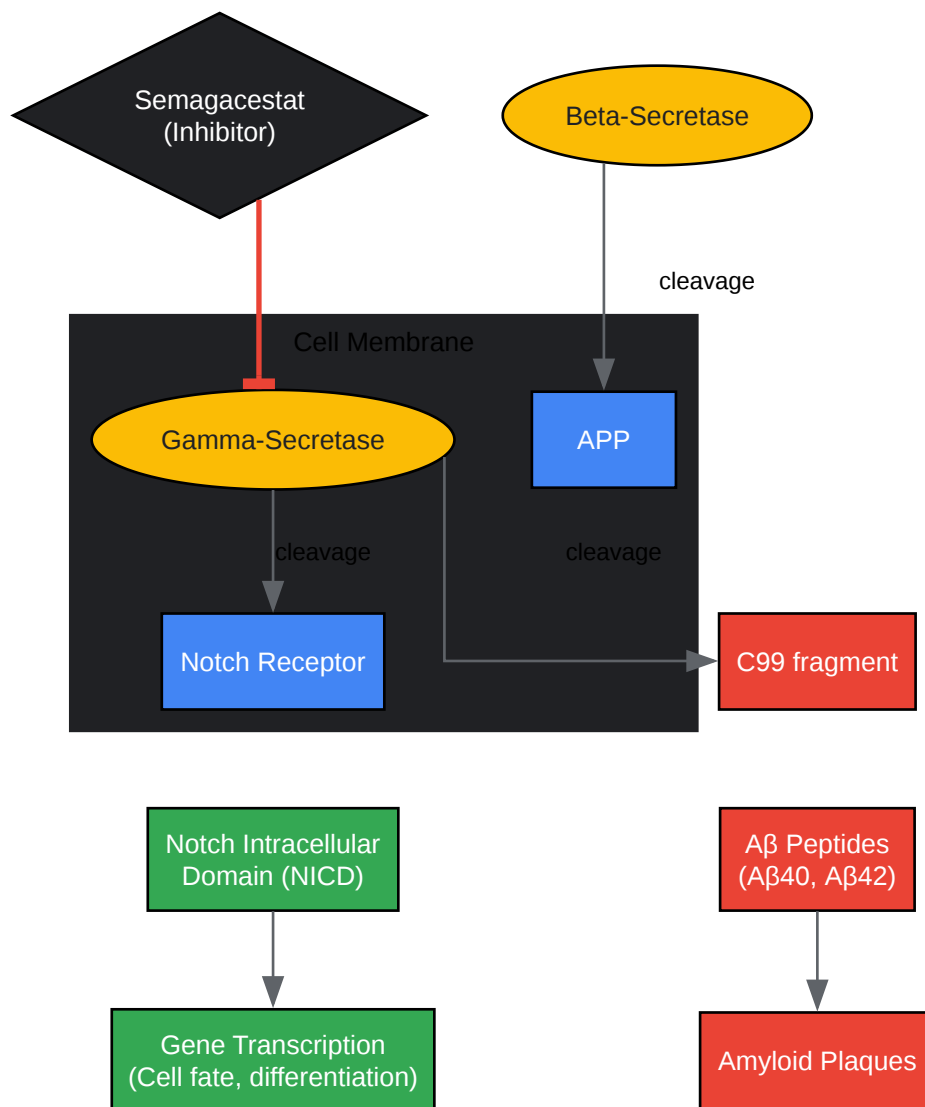 Semagacestat
(Inhibitor)
Beta-Secretase
cleavage
Cell Membrane
Gamma-Secretase
APP
cleavage
cleavage
Notch Receptor
C99 fragment
Notch Intracellular
Domain (NICD)
Aβ Peptides
(Aβ40, Aβ42)
Gene Transcription
(Cell fate, differentiation)
Amyloid Plaques